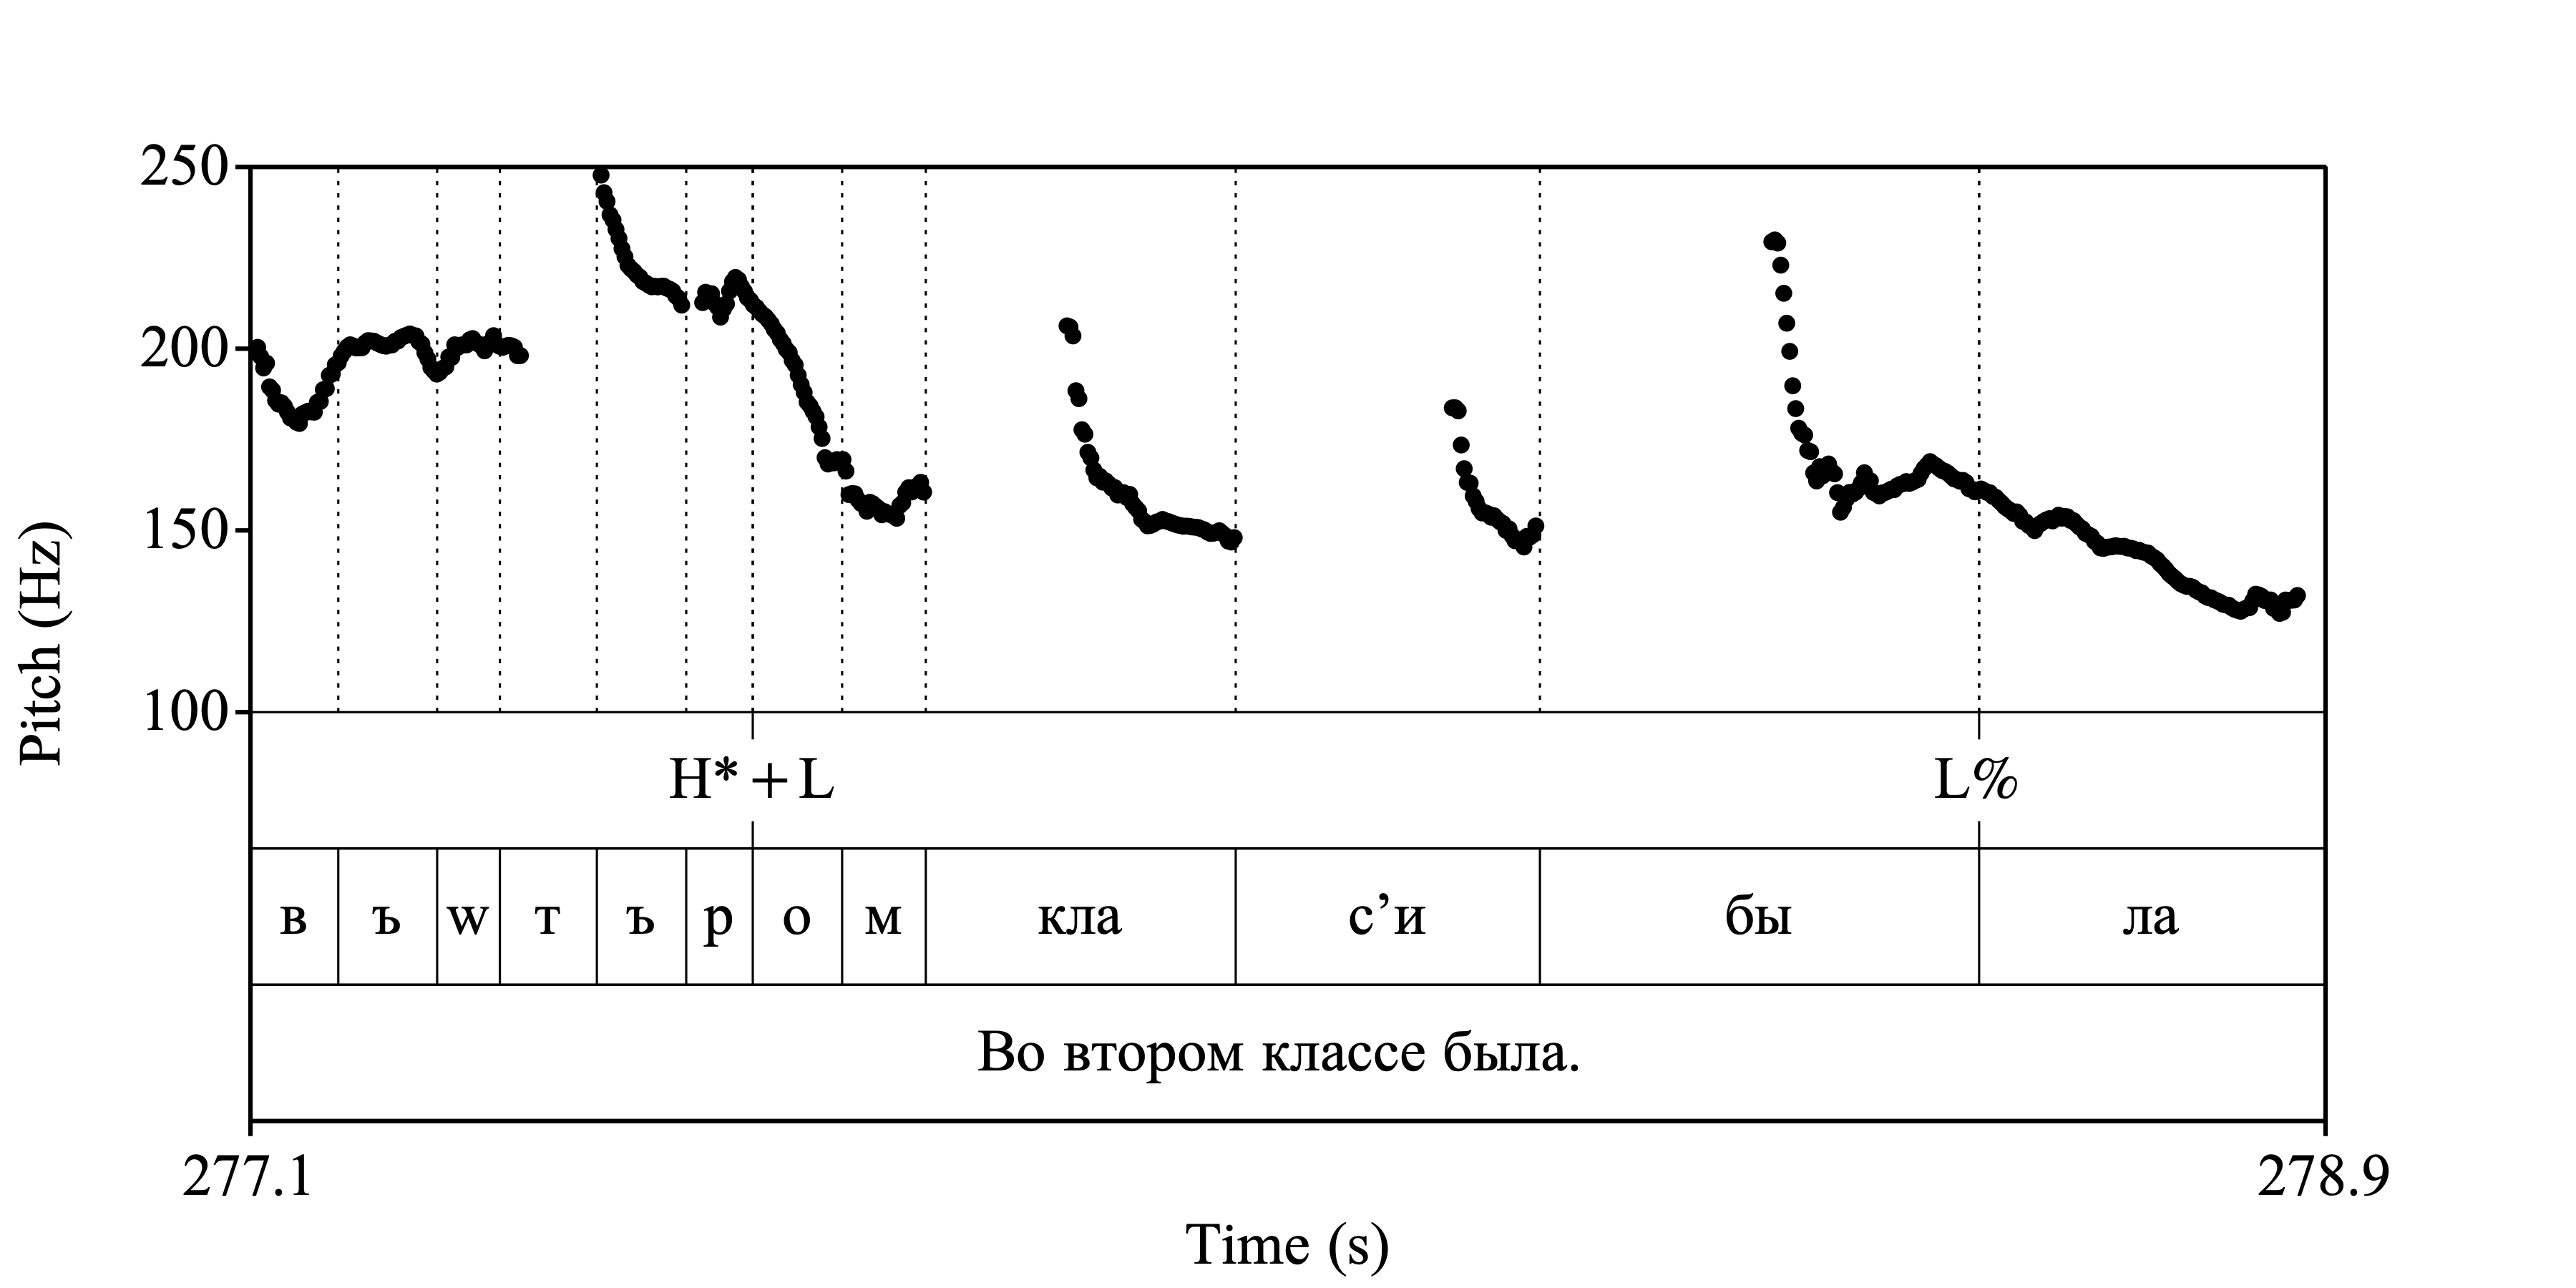 250
200
150
100
Pitch (Hz)
H* + L L%
в ъ w т ъ р о м кла с’и бы ла
Во втором классе была.
277.1 278.9
Time (s)